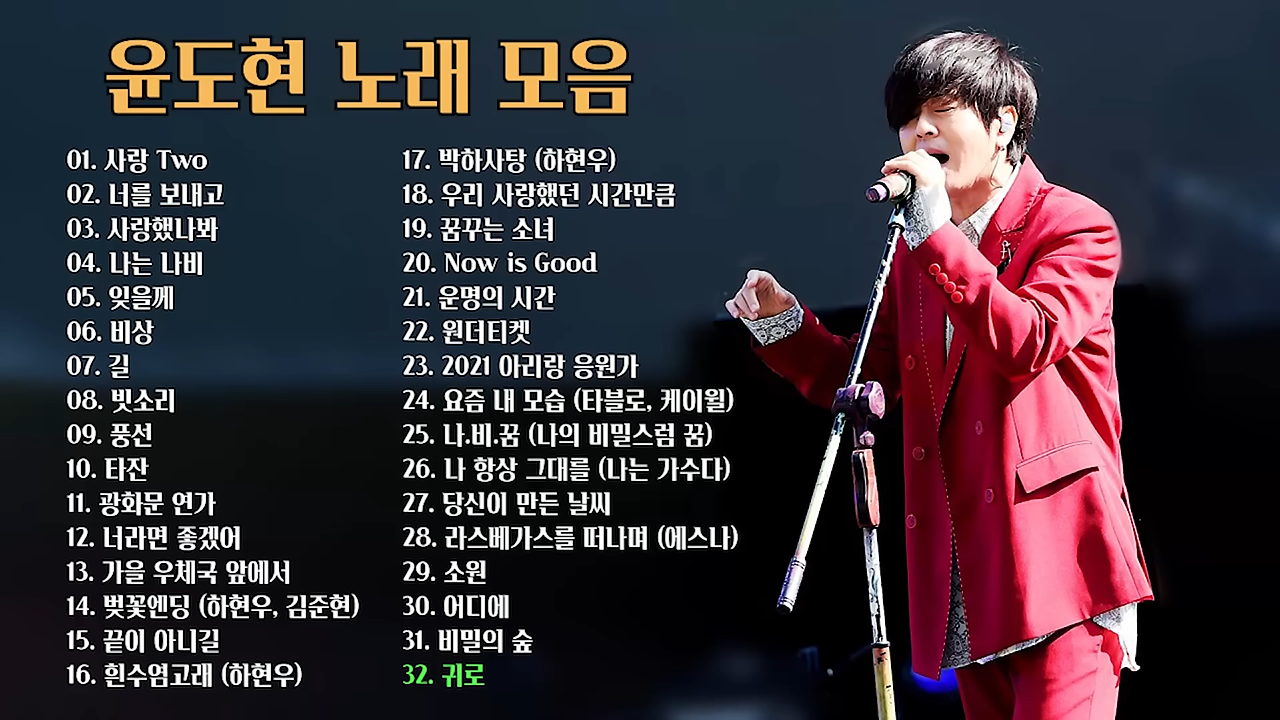 윤도현 노래 모음
01. 사랑 Two
02. 너를 보내고
03. 사랑했나봐
04. 나는 나비
05. 잊을께
06. 비상
07. 길
08. 빗소리
09. 풍선
10. 타잔
11. 광화문 연가
12. 너라면 좋겠어
13. 가을 우체국 앞에서
14. 벚꽃엔딩 (하현우, 김준현)
15. 끝이 아니길
16. 흰수염고래 (하현우)
17. 박하사탕 (하현우)
18. 우리 사랑했던 시간만큼
19. 꿈꾸는 소녀
20. Now is Good
21. 운명의 시간
22. 원더티켓
23. 2021 아리랑 응원가
24. 요즘 내 모습 (타블로, 케이윌)
25. 나.비.꿈 (나의 비밀스럼 꿈)
26. 나 항상 그대를 (나는 가수다)
27. 당신이 만든 날씨
28. 라스베가스를 떠나며 (에스나)
29. 소원
30. 어디에
31. 비밀의 숲
32. 귀로